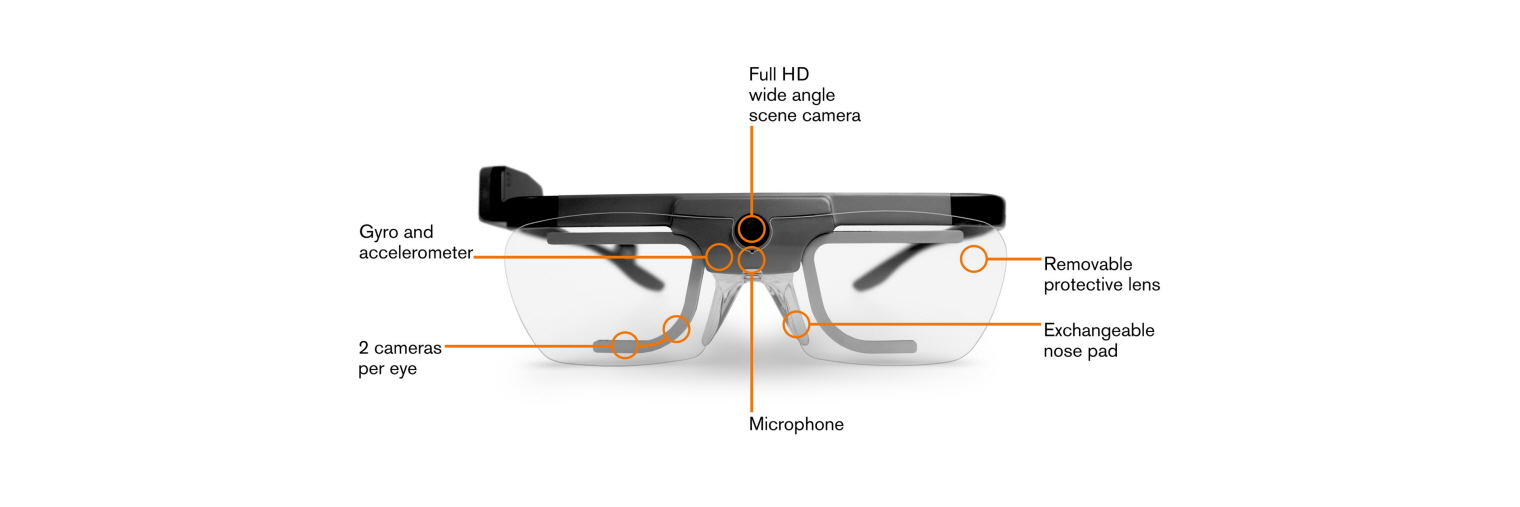 Full HD
wide angle
scene camera
Gyro and
accelerometer
Removable
protective lens
Exchangeable
nose pad
2 cameras
per eye
Microphone